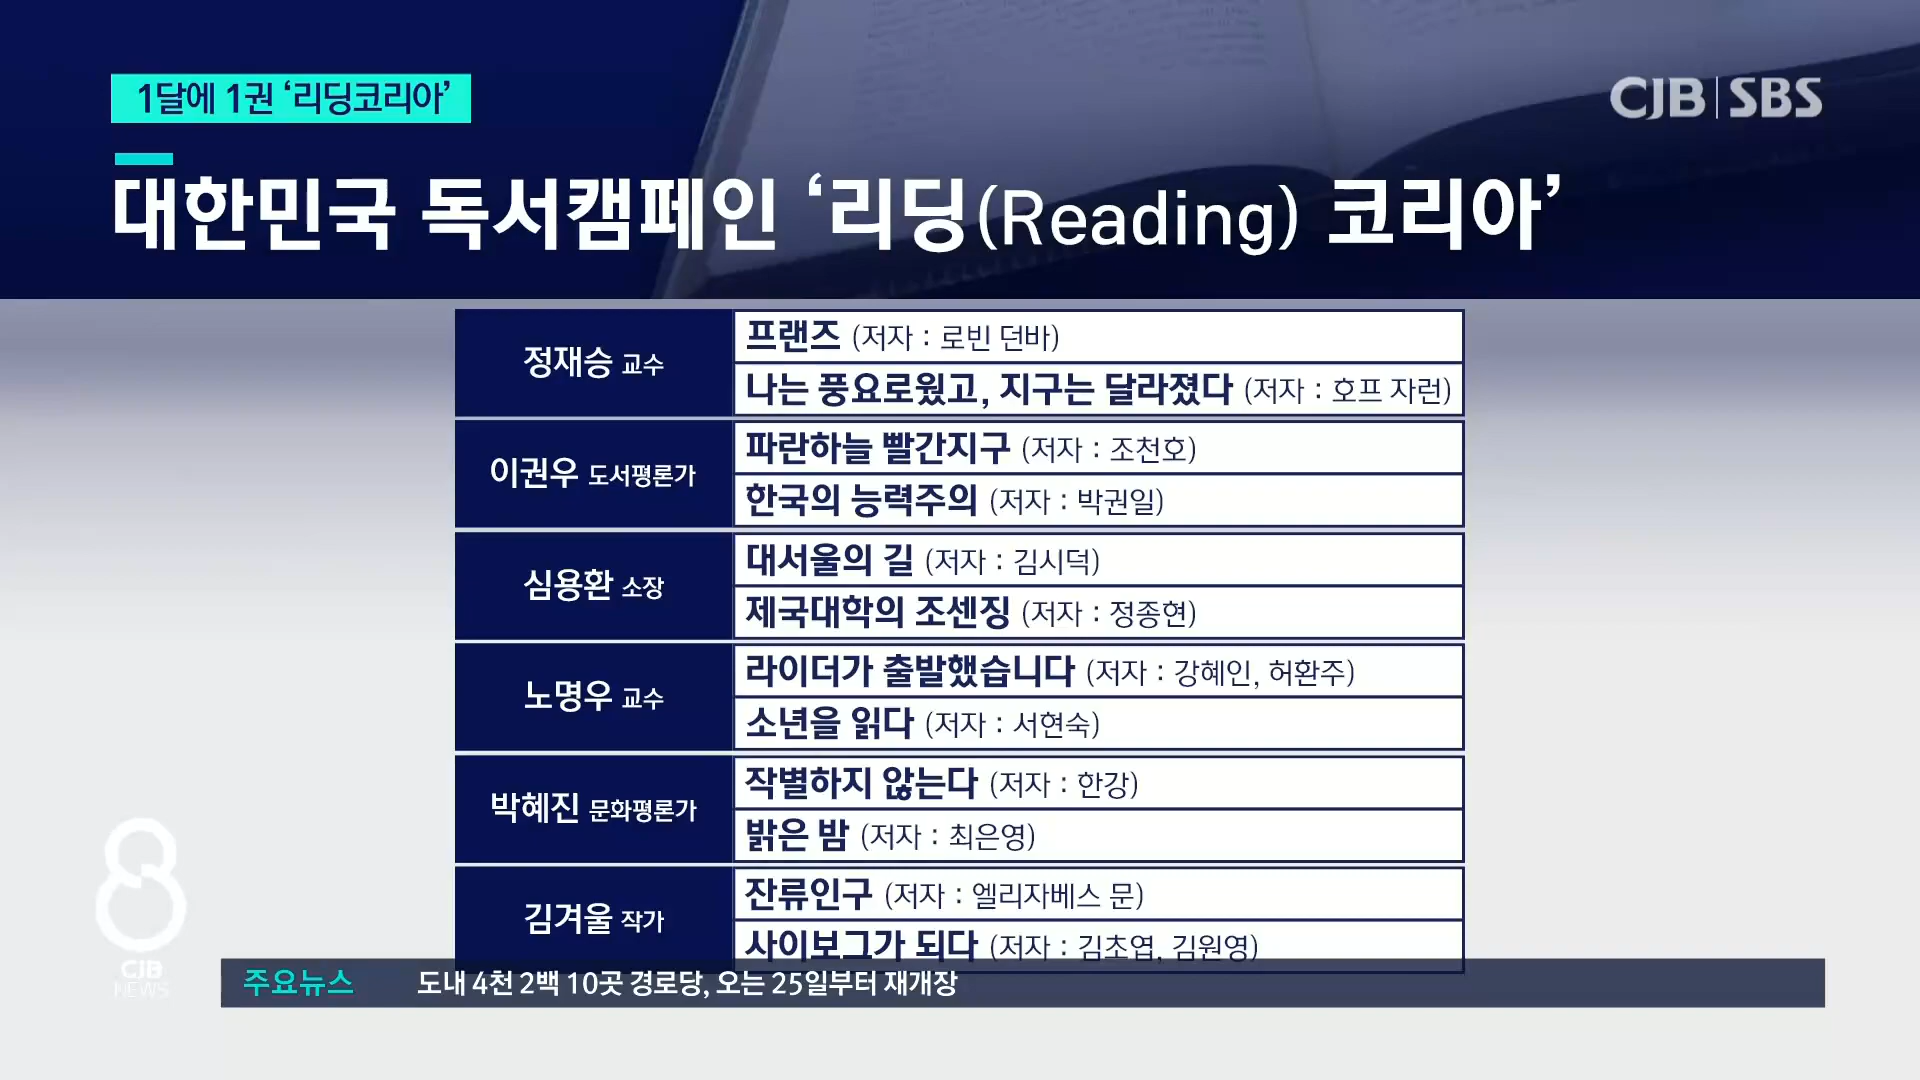 1달에 1권 ‘리딩코리아’
CJB SBS
대한민국 독서캠페인 ‘리딩(Reading) 코리아’
정재승 교수
프랜즈 (저자 : 로빈 던바)
나는 풍요로웠고, 지구는 달라졌다 (저자 : 호프 자런)
이권우 도서평론가
파란하늘 빨간지구 (저자 : 조천호)
한국의 능력주의 (저자 : 박권일)
심용환 소장
대서울의 길 (저자 : 김시덕)
제국대학의 조센징 (저자 : 정종현)
노명우 교수
라이더가 출발했습니다 (저자 : 강혜인, 허환주)
소년을 읽다 (저자 : 서현숙)
박혜진 문화평론가
작별하지 않는다 (저자 : 한강)
밝은 밤 (저자 : 최은영)
김겨울 작가
잔류인구 (저자 : 엘리자베스 문)
사이보그가 되다 (저자 : 김초엽, 김원영)
8
CJB
NEWS
주요뉴스 도내 4천 2백 10곳 경로당, 오는 25일부터 재개장